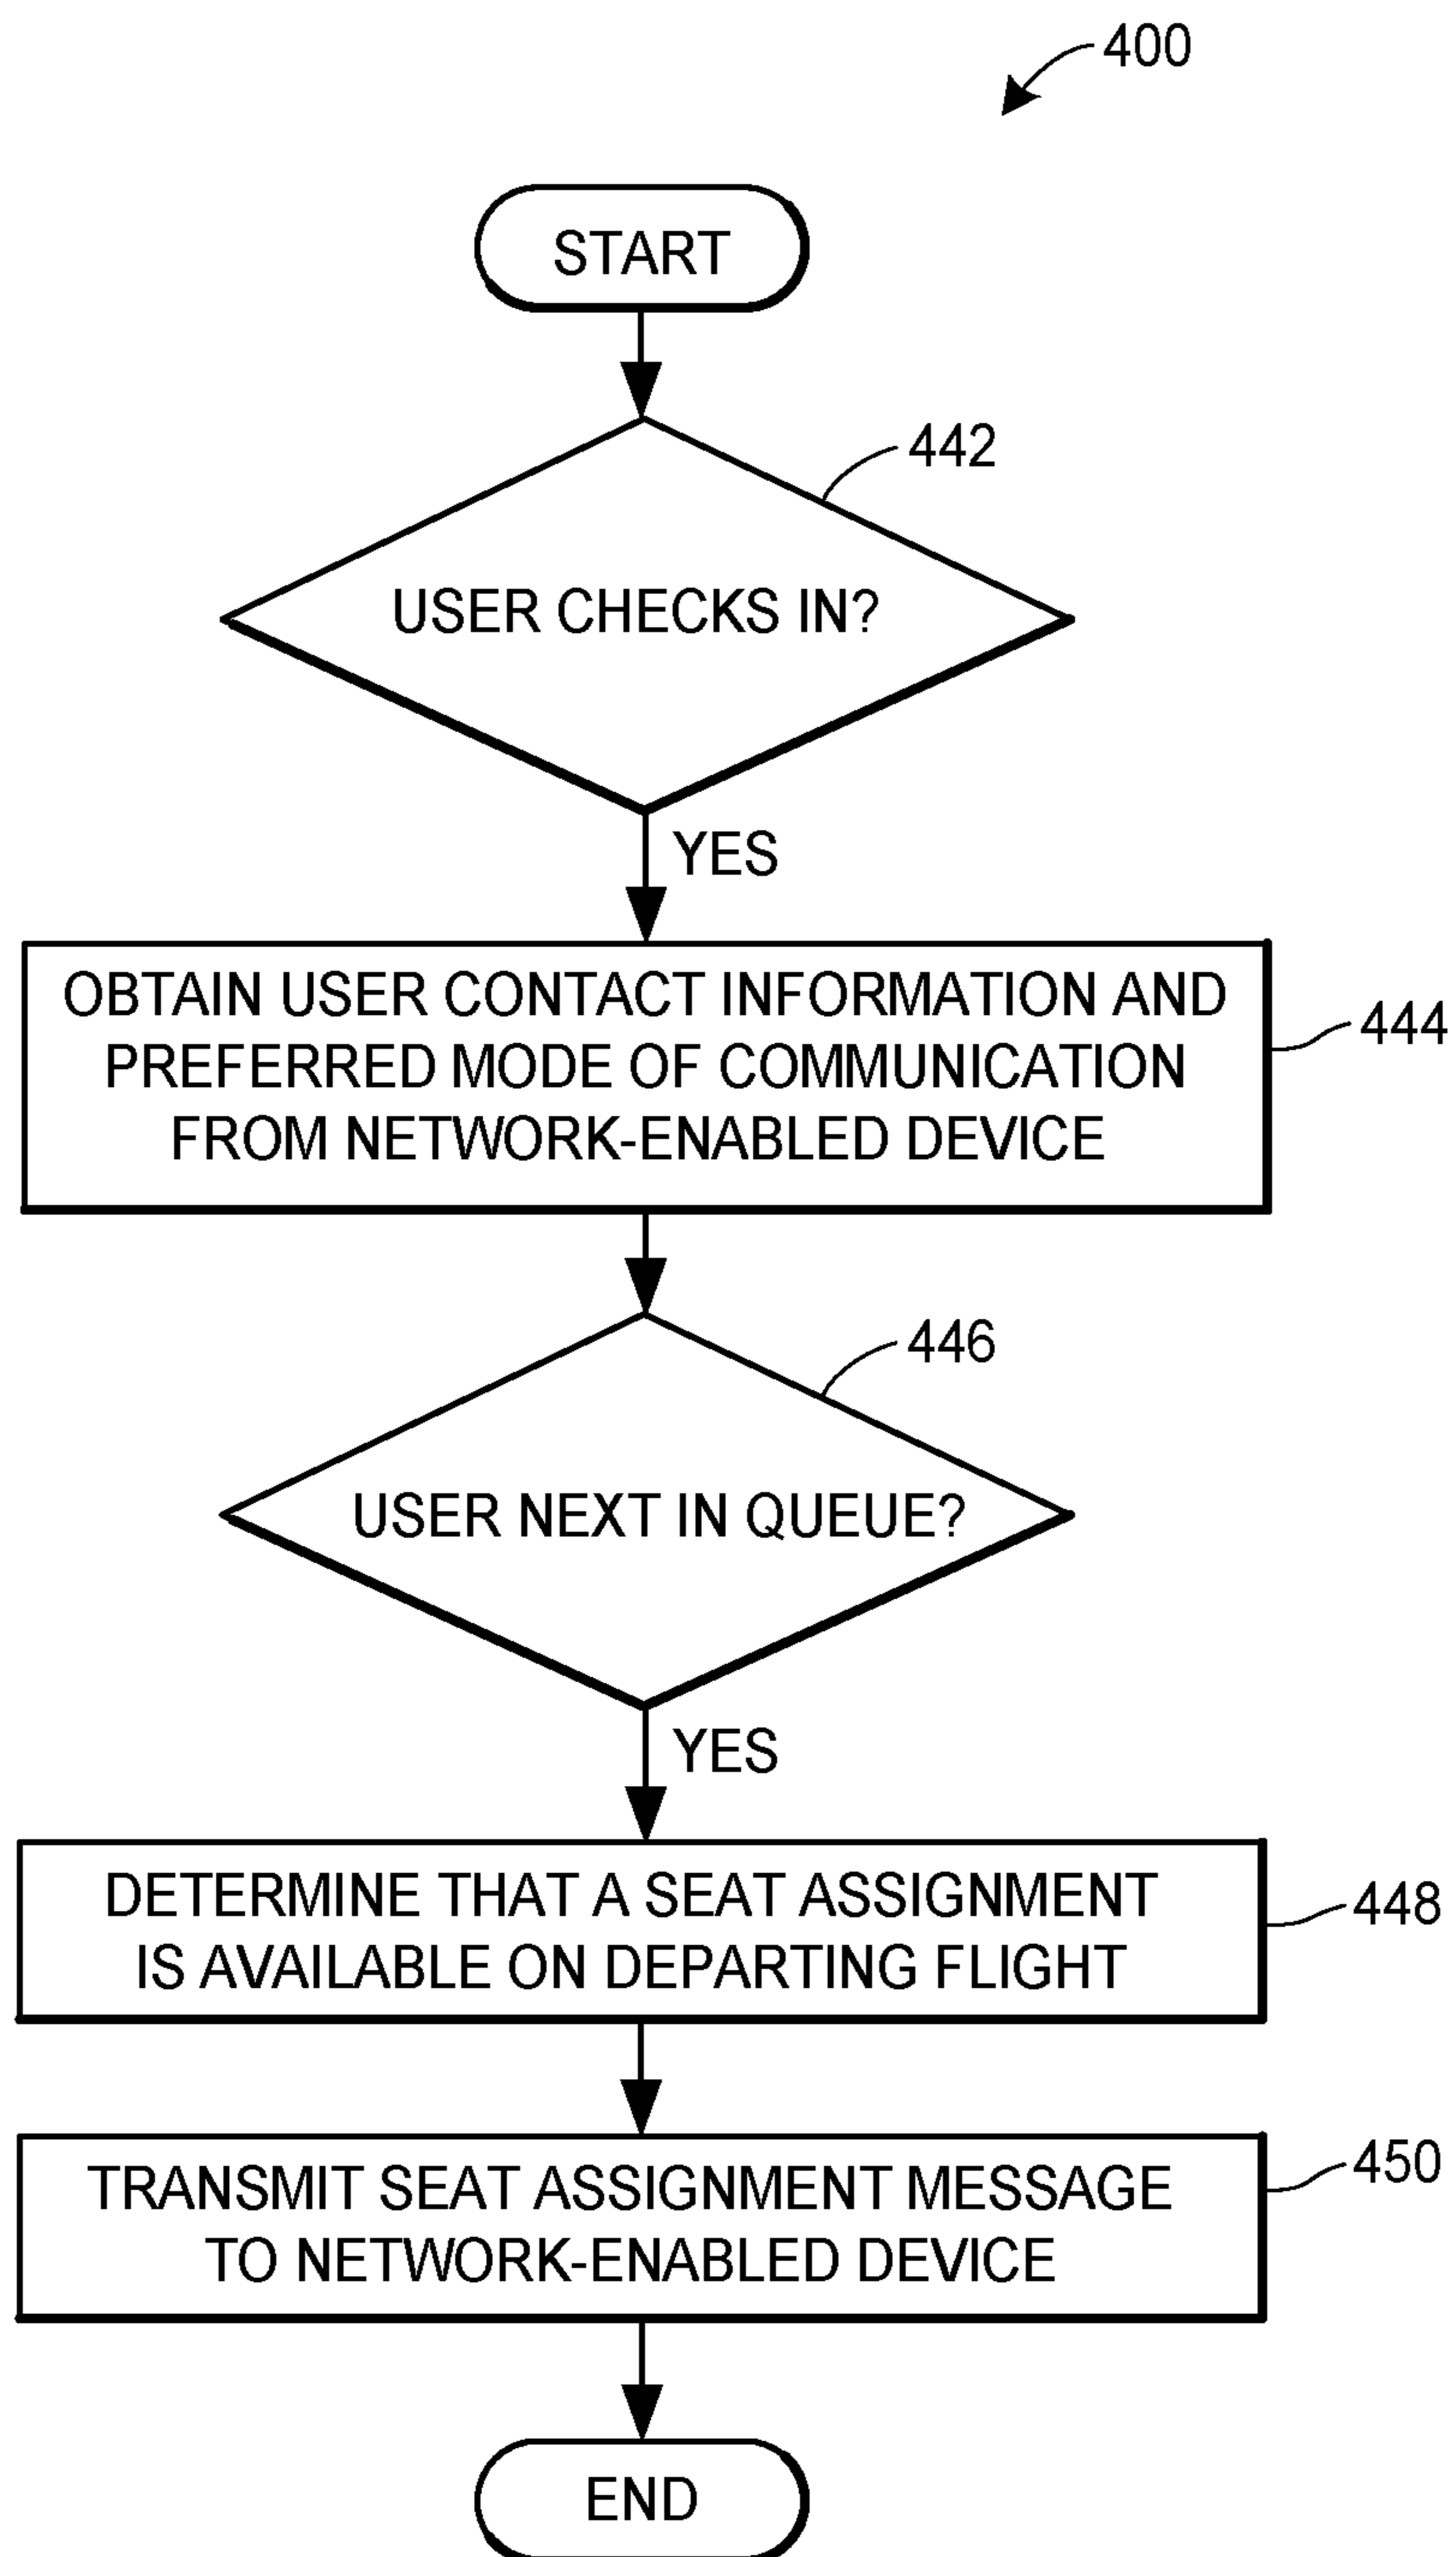 400
START
442
USER CHECKS IN?
YES
OBTAIN USER CONTACT INFORMATION AND
PREFERRED MODE OF COMMUNICATION
FROM NETWORK-ENABLED DEVICE
444
446
USER NEXT IN QUEUE?
YES
DETERMINE THAT A SEAT ASSIGNMENT
IS AVAILABLE ON DEPARTING FLIGHT
448
TRANSMIT SEAT ASSIGNMENT MESSAGE
TO NETWORK-ENABLED DEVICE
450
END